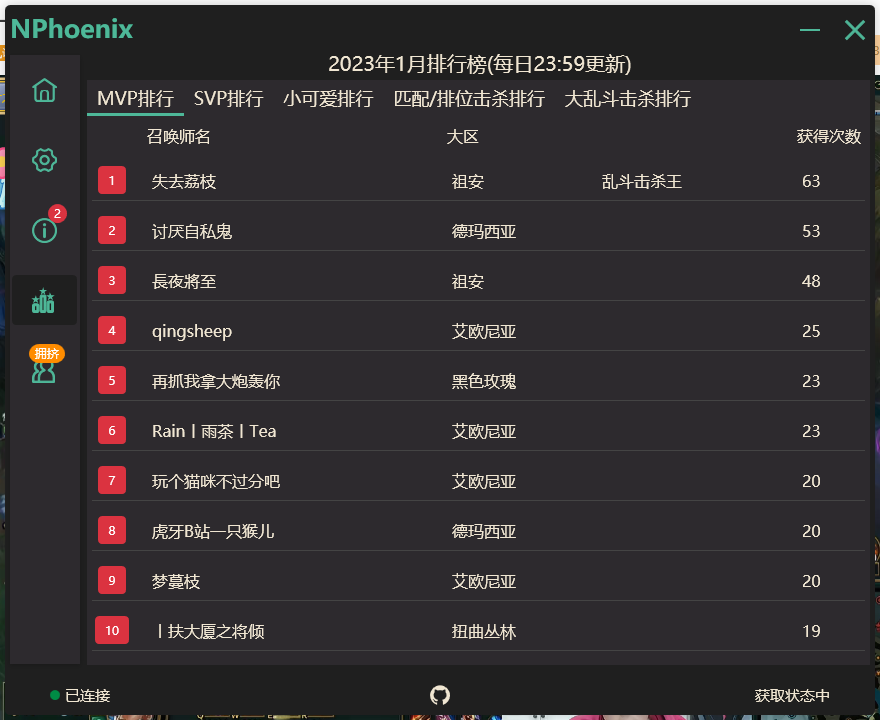 NPhoenix
2023年1月排行榜(每日23:59更新)
MVP排行 SVP排行 小可爱排行 匹配/排位击杀排行 大乱斗击杀排行
召唤师名 大区 获得次数
1 失去荔枝 祖安 乱斗击杀王 63
2
2 讨厌自私鬼 德玛西亚 53
3 長夜將至 祖安 48
4 qingsheep 艾欧尼亚 25
拥挤
5 再抓我拿大炮轰你 黑色玫瑰 23
6 Rain丨雨茶丨Tea 艾欧尼亚 23
7 玩个猫咪不过分吧 艾欧尼亚 20
8 虎牙B站一只猴儿 德玛西亚 20
9 梦蔓枝 艾欧尼亚 20
10 丨扶大厦之将倾 扭曲丛林 19
已连接 获取状态中